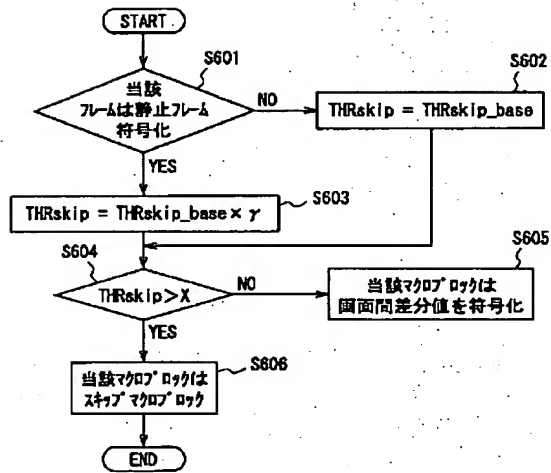 START
S601
当該
フレームは静止フレーム
符号化
NO
S602
THRskip = THRskip_base
YES
THRskip = THRskip_base × γ
S603
S604
THRskip>X
NO
S605
当該マクロブロックは
画面間差分値を符号化
YES
当該マクロブロックは
スキップマクロブロック
S606
END